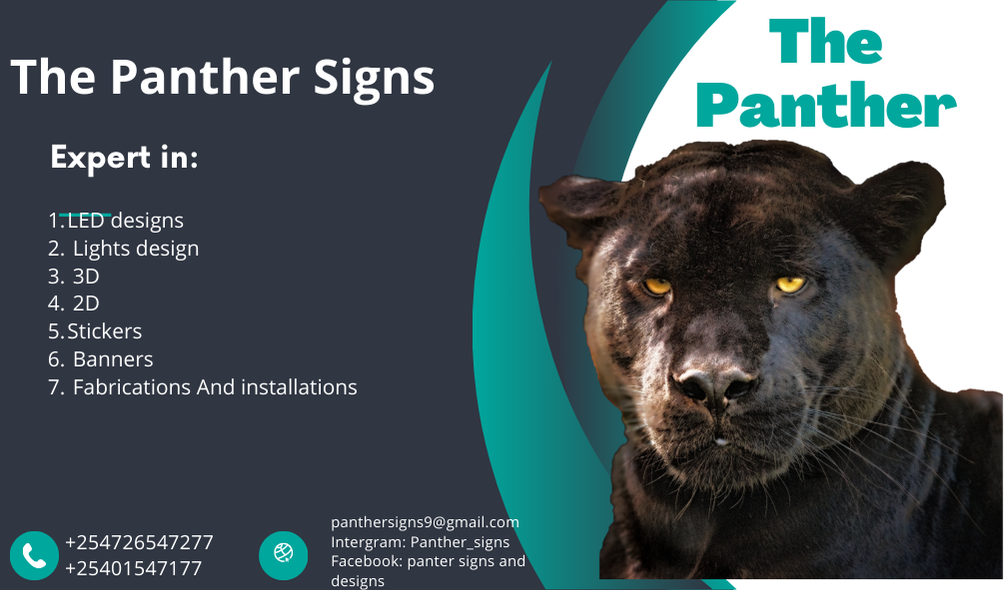 The Panther Signs
The
Panther
Expert in:
1.LED designs
2. Lights design
3. 3D
4. 2D
5.Stickers
6. Banners
7. Fabrications And installations
+254726547277
+25401547177
panthersigns9@gmail.com
Intergram: Panther_signs
Facebook: panter signs and
designs